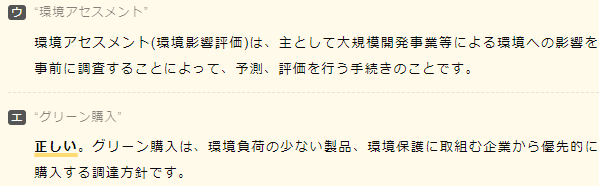 ウ “環境アセスメント”
環境アセスメント(環境影響評価)は、主として大規模開発事業等による環境への影響を
事前に調査することによって、予測、評価を行う手続きのことです。
エ “グリーン購入”
正しい。グリーン購入は、環境負荷の少ない製品、環境保護に取組む企業から優先的に
購入する調達方針です。